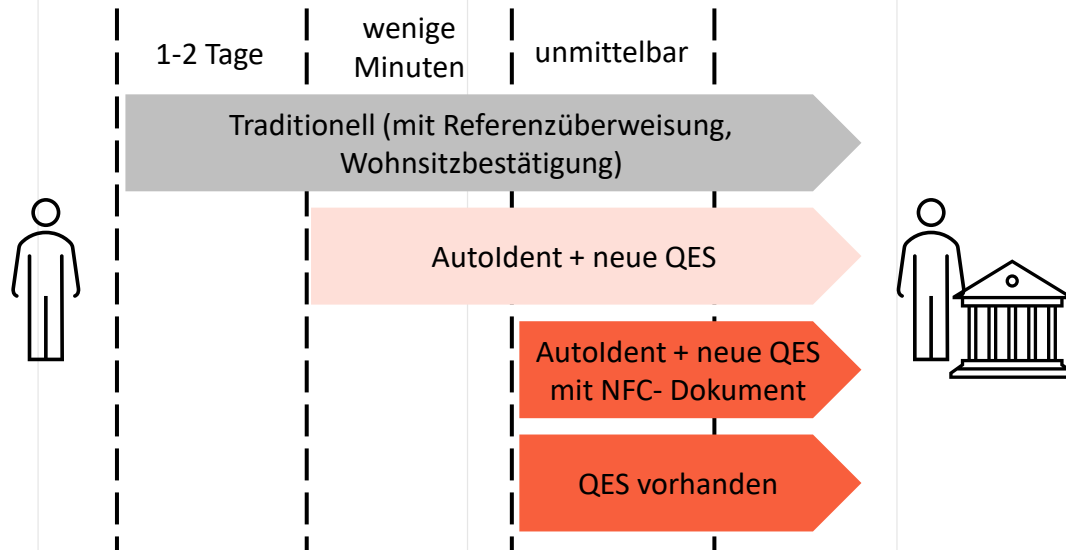 1-2 Tage
wenige
Minuten
unmittelbar
Traditionell (mit Referenzüberweisung,
Wohnsitzbestätigung)
AutoIdent + neue QES
AutoIdent + neue QES
mit NFC- Dokument
QES vorhanden